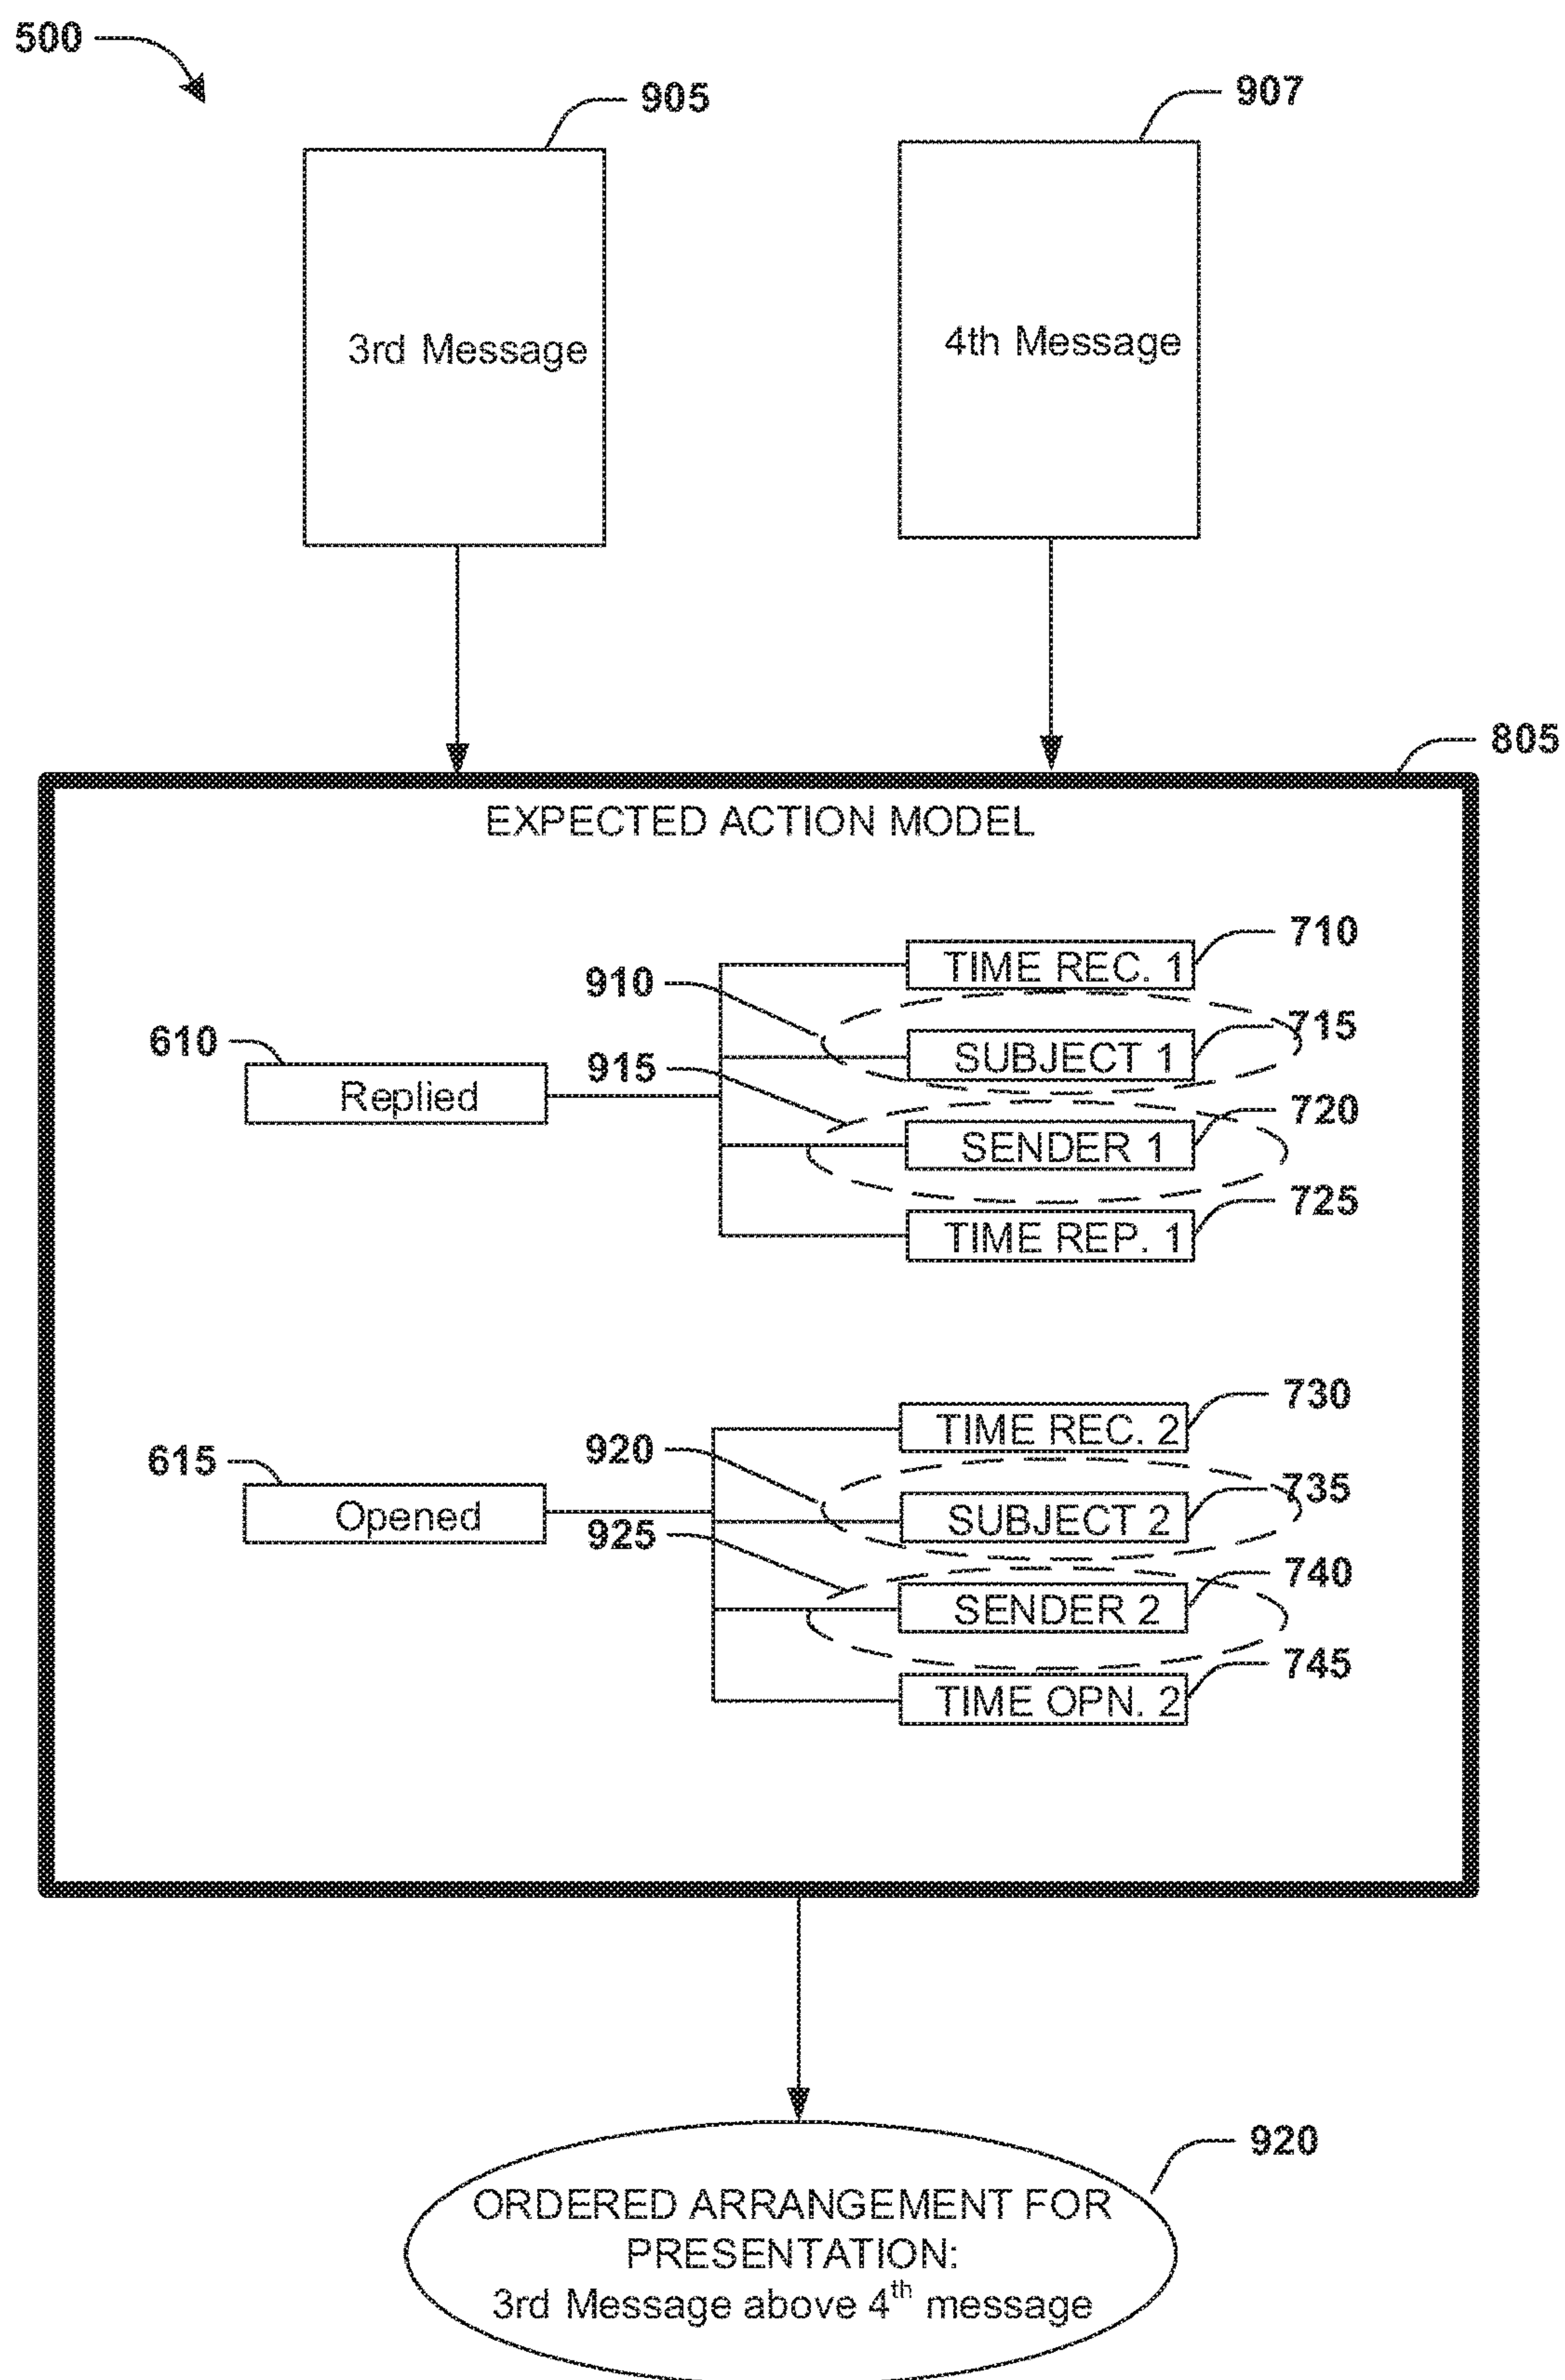 500
905
907
3rd Message
4th Message
805
EXPECTED ACTION MODEL
710
TIME REC. 1
910
715
SUBJECT 1
610
Replied
915
720
SENDER 1
725
TIME REP. 1
730
TIME REC. 2
920
735
SUBJECT 2
615
Opened
925
740
SENDER 2
745
TIME OPN. 2
920
ORDERED ARRANGEMENT FOR
PRESENTATION:
3rd Message above 4th message